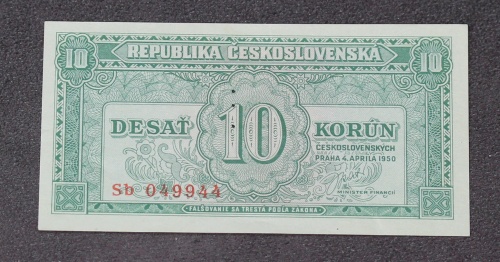 10 REPUBLIKA ČESKOSLOVENSKÁ 10
DESAŤ 10 KORÚN
ČESKOSLOVENSKÝCH
PRAHA 4. APRÍLA 1950
Sb 049944
MINISTER FINANCIÍ
FALŠOVANIE SA TRESTÁ PODĽA ZÁKONA